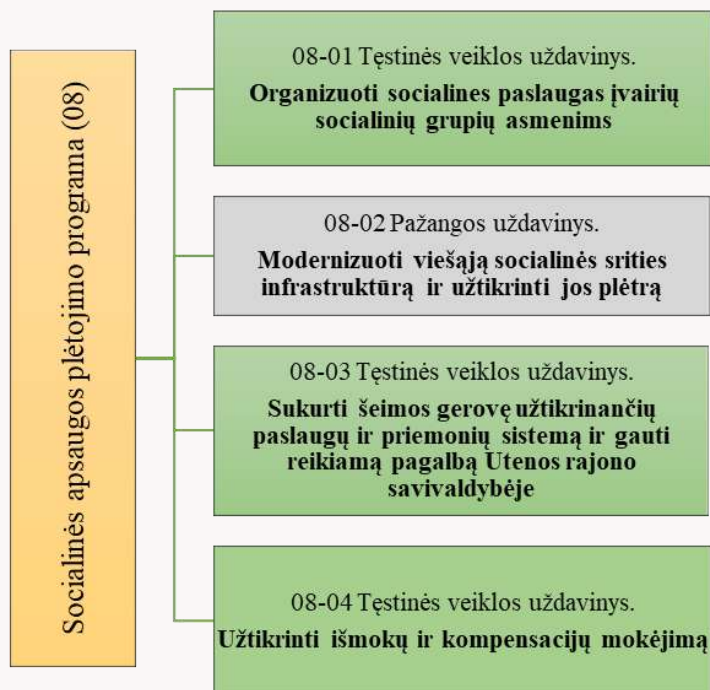 Socialinės apsaugos plėtojimo programa (08)
08-01 Tęstinės veiklos uždavinys.
Organizuoti socialines paslaugas įvairių
socialinių grupių asmenims
08-02 Pažangos uždavinys.
Modernizuoti viešąją socialinės srities
infrastruktūrą ir užtikrinti jos plėtrą
08-03 Tęstinės veiklos uždavinys.
Sukurti šeimos gerovę užtikrinančių
paslaugų ir priemonių sistemą ir gauti
reikiamą pagalbą Utenos rajono
savivaldybėje
08-04 Tęstinės veiklos uždavinys.
Užtikrinti išmokų ir kompensacijų mokėjimą